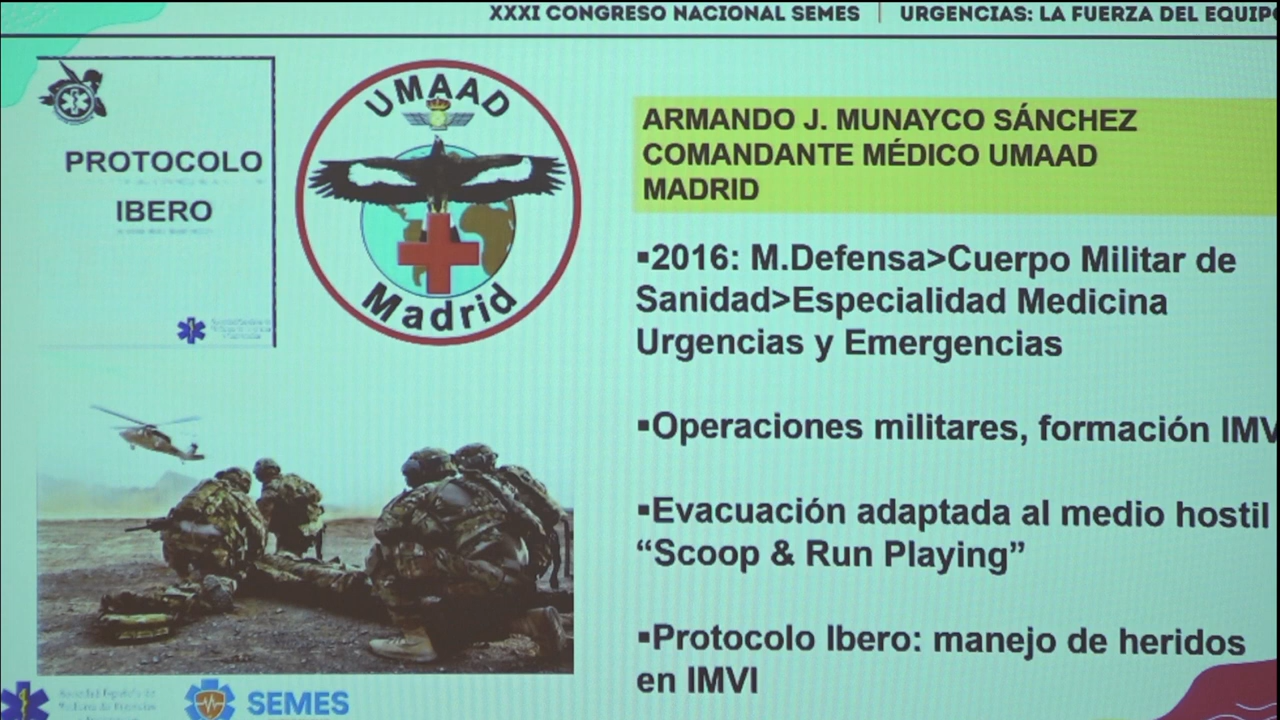 XXXI CONGRESO NACIONAL SEMES | URGENCIAS: LA FUERZA DEL EQUIPO
PROTOCOLO
IBERO
UMAAD
Madrid
ARMANDO J. MUNAYCO SÁNCHEZ
COMANDANTE MÉDICO UMAAD
MADRID
▪2016: M.Defensa>Cuerpo Militar de
Sanidad>Especialidad Medicina
Urgencias y Emergencias
▪Operaciones militares, formación IMV
▪Evacuación adaptada al medio hostil
“Scoop & Run Playing”
▪Protocolo Ibero: manejo de heridos
en IMVI
SEMES